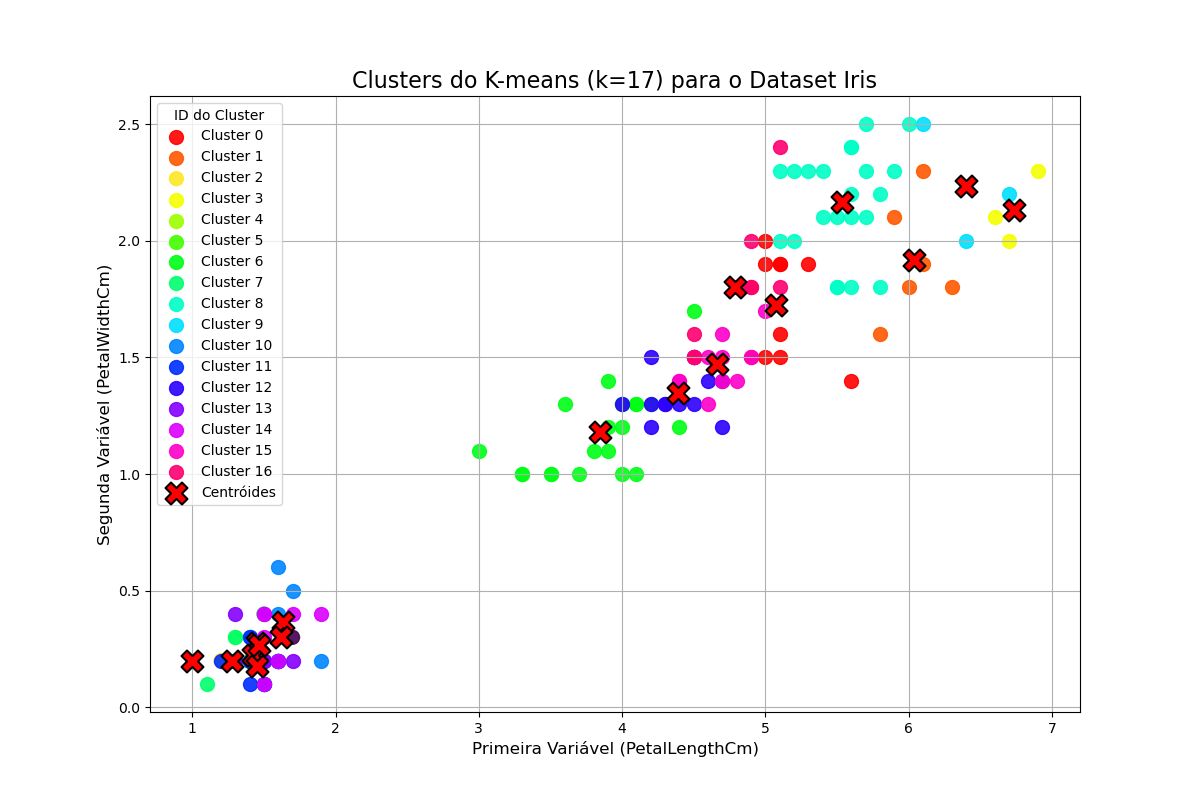 Clusters do K-means (k=17) para o Dataset Iris
ID do Cluster
Cluster 0
Cluster 1
Cluster 2
Cluster 3
Cluster 4
Cluster 5
Cluster 6
Cluster 7
Cluster 8
Cluster 9
Cluster 10
Cluster 11
Cluster 12
Cluster 13
Cluster 14
Cluster 15
Cluster 16
Centróides
Segunda Variável (PetalWidthCm)
2.5
2.0
1.5
1.0
0.5
0.0
1 2 3 4 5 6 7
Primeira Variável (PetalLengthCm)